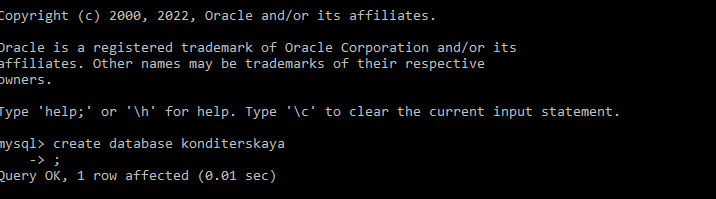 Copyright (c) 2000, 2022, Oracle and/or its affiliates.
Oracle is a registered trademark of Oracle Corporation and/or its
affiliates. Other names may be trademarks of their respective
owners.
Type 'help;' or '\h' for help. Type '\c' to clear the current input statement.
mysql> create database konditerskaya
    -> ;
Query OK, 1 row affected (0.01 sec)